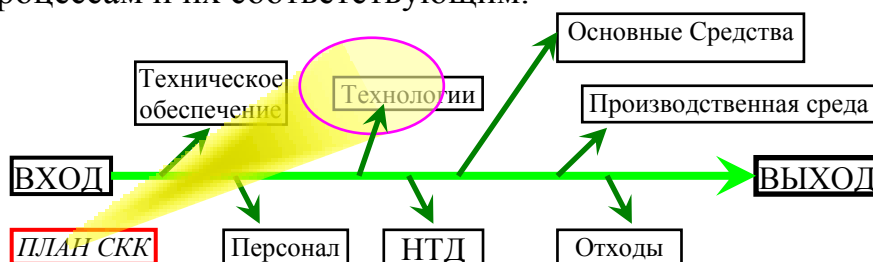 процессам и их соответствующим.
Основные Средства
Техническое
обеспечение
Технологии
Производственная среда
ВХОД
ВЫХОД
ПЛАН СКК
Персонал
НТД
Отходы